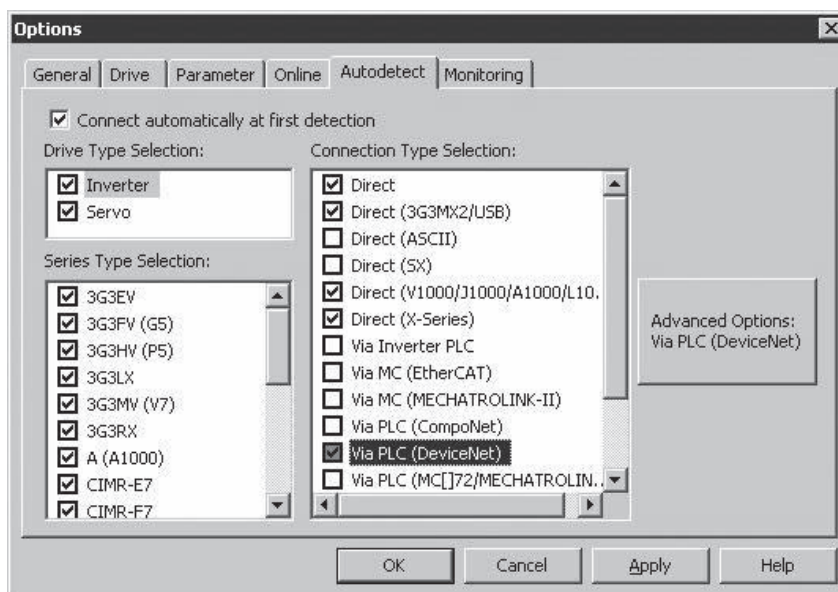 Options
General
Drive
Parameter
Online
Autodetect
Monitoring
Connect automatically at first detection
Drive Type Selection:
Inverter
Servo
Series Type Selection:
3G3EV
3G3FV (G5)
3G3HV (P5)
3G3LX
3G3MV (V7)
3G3RX
A (A1000)
CIMR-E7
CIMR-F7
Connection Type Selection:
Direct
Direct (3G3MX2/USB)
Direct (ASCII)
Direct (SX)
Direct (V1000/J1000/A1000/L10.
Direct (X-Series)
Via Inverter PLC
Via MC (EtherCAT)
Via MC (MECHATROLINK-II)
Via PLC (CompoNet)
Via PLC (DeviceNet)
Via PLC (MC[]72/MECHATROLIN..
Advanced Options:
Via PLC (DeviceNet)
OK
Cancel
Apply
Help